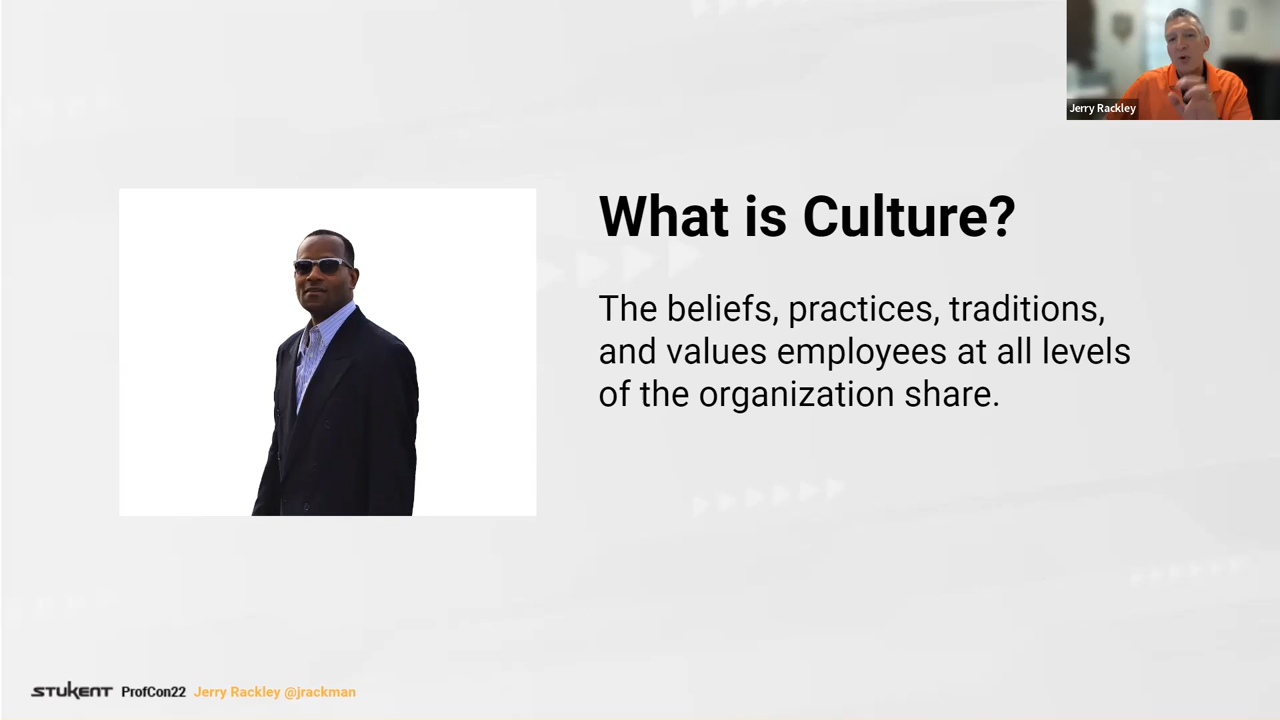 Jerry Rackley
What is Culture?
The beliefs, practices, traditions,
and values employees at all levels
of the organization share.
STUKENT ProfCon22 Jerry Rackley @jrackman